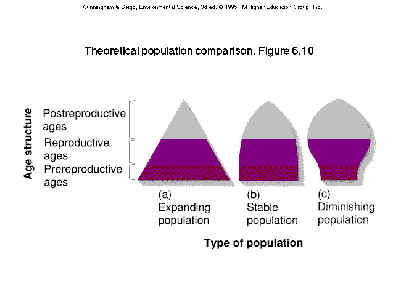 Theoretical population comparison. Figure 6.10
Age structure
Postreproductive
ages
Reproductive
ages
Prereproductive
ages
(a)
Expanding
population
(b)
Stable
population
(c)
Diminishing
population
Type of population